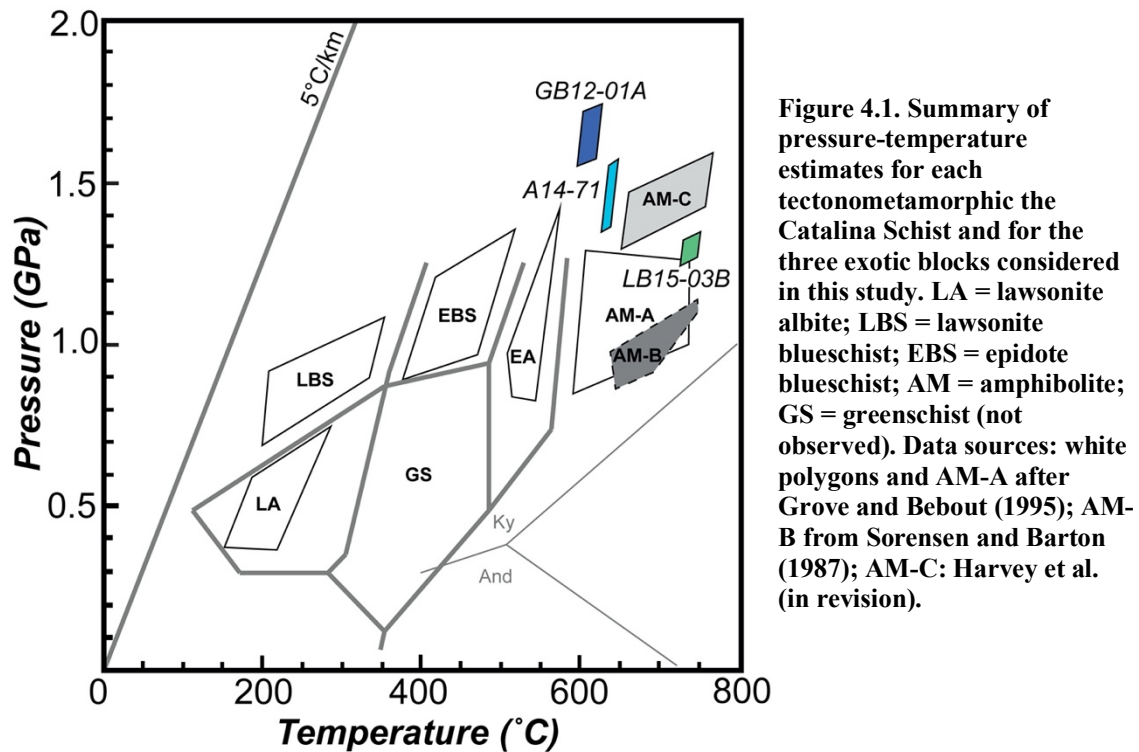 2.0
5°C/km
GB12-01A
1.5
A14-71
AM-C
LB15-03B
Pressure (GPa)
EBS
AM-A
1.0
EA
AM-B
LBS
GS
0.5
LA
Ky
And
0
200
400
600
800
Temperature (˚C)
Figure 4.1. Summary of
pressure-temperature
estimates for each
tectonometamorphic the
Catalina Schist and for the
three exotic blocks considered
in this study. LA = lawsonite
albite; LBS = lawsonite
blueschist; EBS = epidote
blueschist; AM = amphibolite;
GS = greenschist (not
observed). Data sources: white
polygons and AM-A after
Grove and Bebout (1995); AM-
B from Sorensen and Barton
(1987); AM-C: Harvey et al.
(in revision).